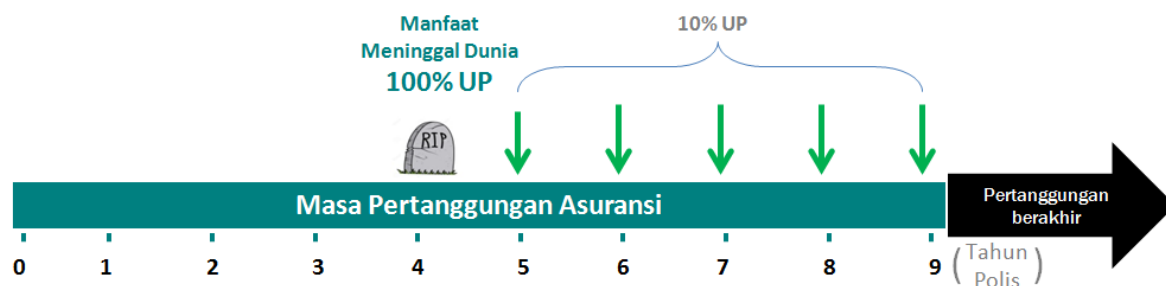 Manfaat
Meninggal Dunia
100% UP
10% UP
RIP
Masa Pertanggungan Asuransi
Pertanggungan
berakhir
0 1 2 3 4 5 6 7 8 9
(Tahun
Polis)